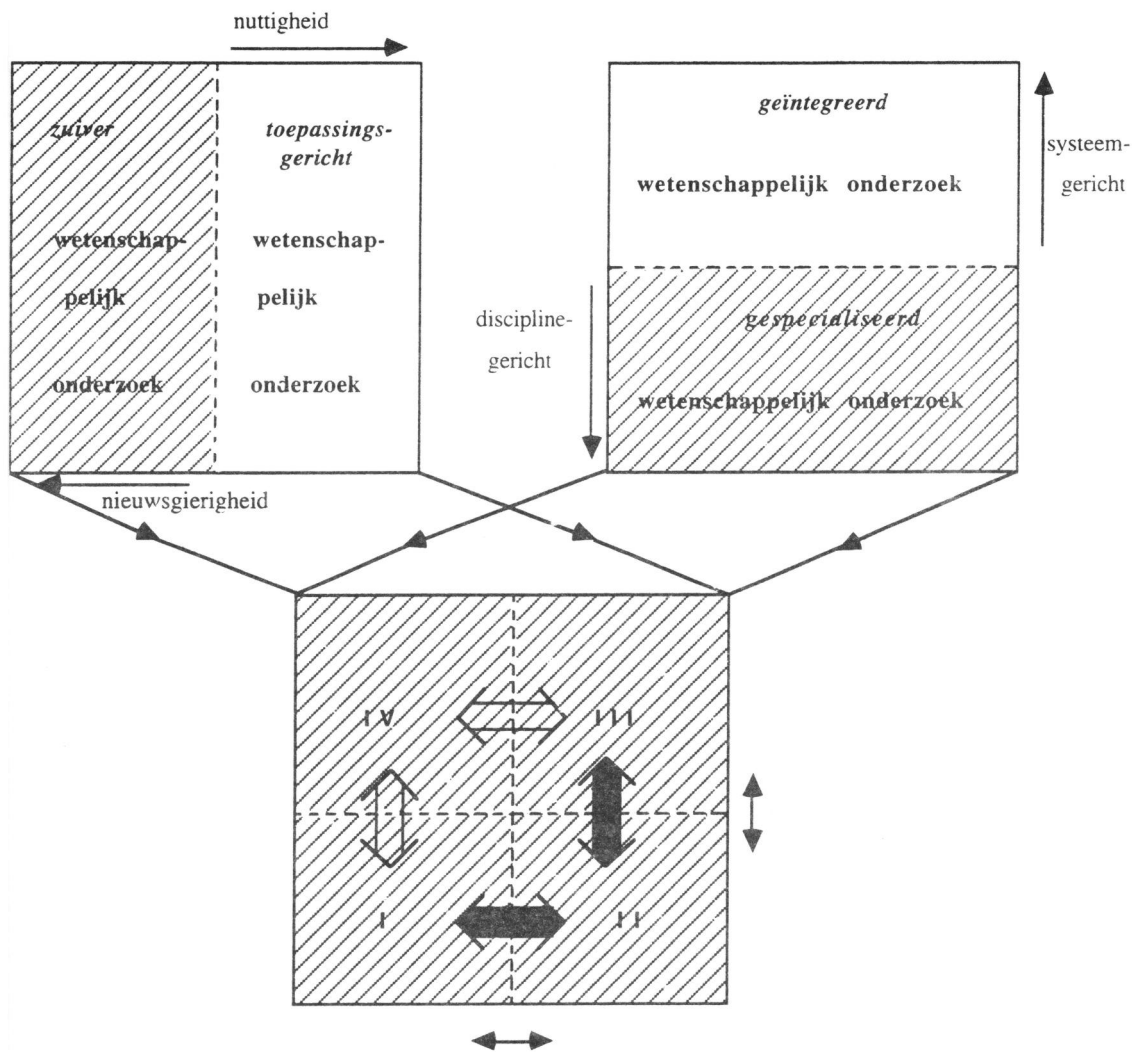 nuttigheid
zuiver
toepassings-
gericht
wetenschap-
pelijk
onderzoek
wetenschap-
pelijk
onderzoek
nieuwsgierigheid
geïntegreerd
wetenschappelijk onderzoek
systeem-
gericht
discipline-
gericht
gespecialiseerd
wetenschappelijk onderzoek
IV
III
I
II